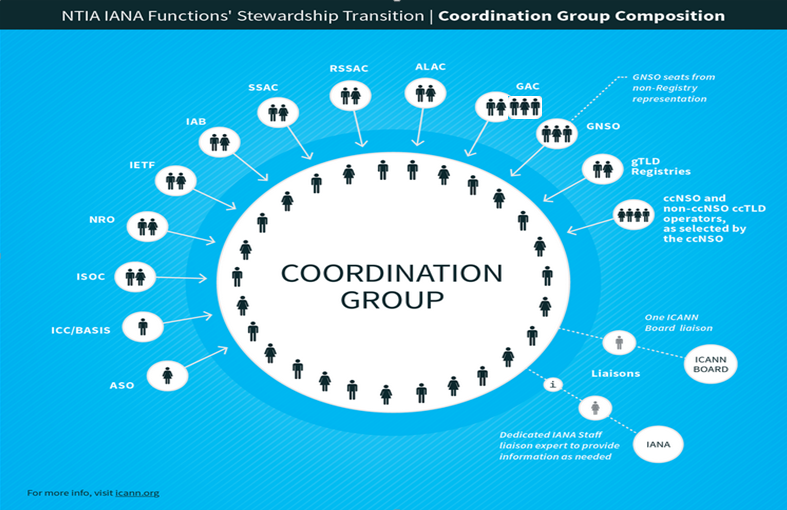 NTIA IANA Functions' Stewardship Transition | Coordination Group Composition
RSSAC
ALAC
SSAC
GAC
GNSO seats from
non-Registry
representation
IAB
GNSO
IETF
gTLD
Registries
ccNSO and
non-ccNSO ccTLD
operators,
as selected by
the ccNSO
NRO
ISOC
COORDINATION
GROUP
ICC/BASIS
One ICANN
Board liaison
ICANN
BOARD
Liaisons
ASO
i
Dedicated IANA Staff
liaison expert to provide
information as needed
IANA
For more info, visit icann.org